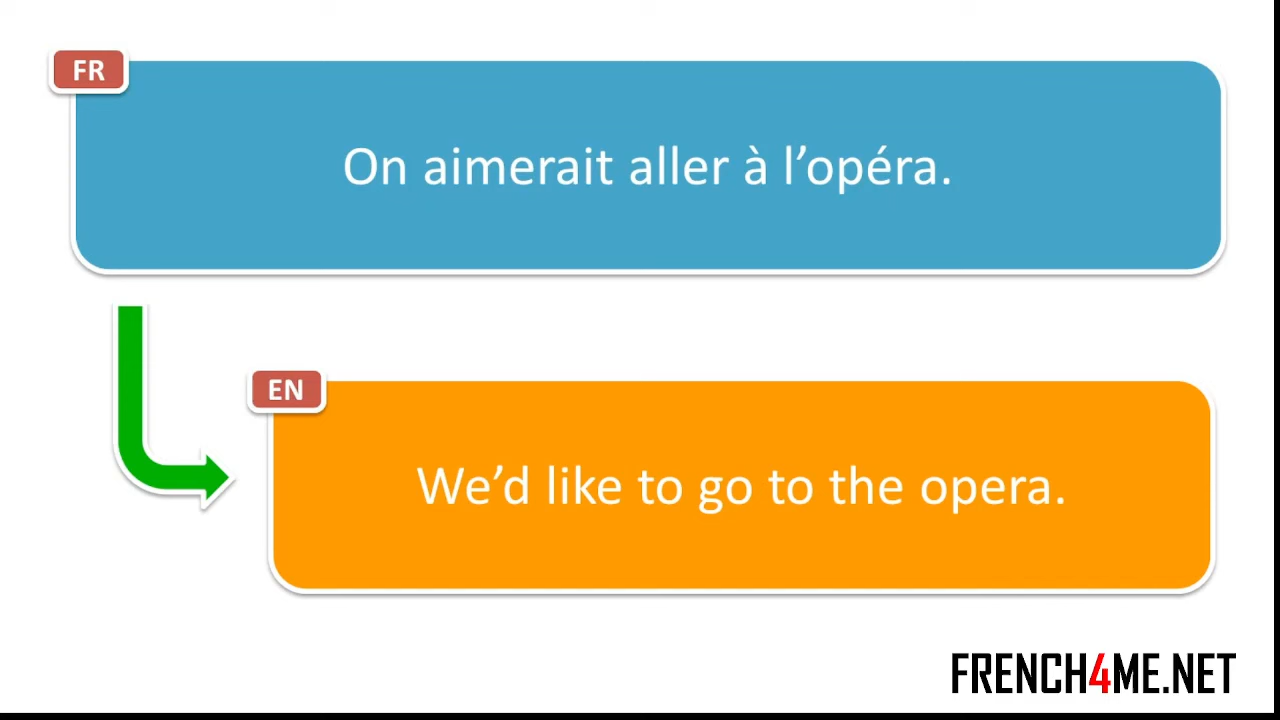 FR
On aimerait aller à l’opéra.
EN
We’d like to go to the opera.
FRENCH4ME.NET